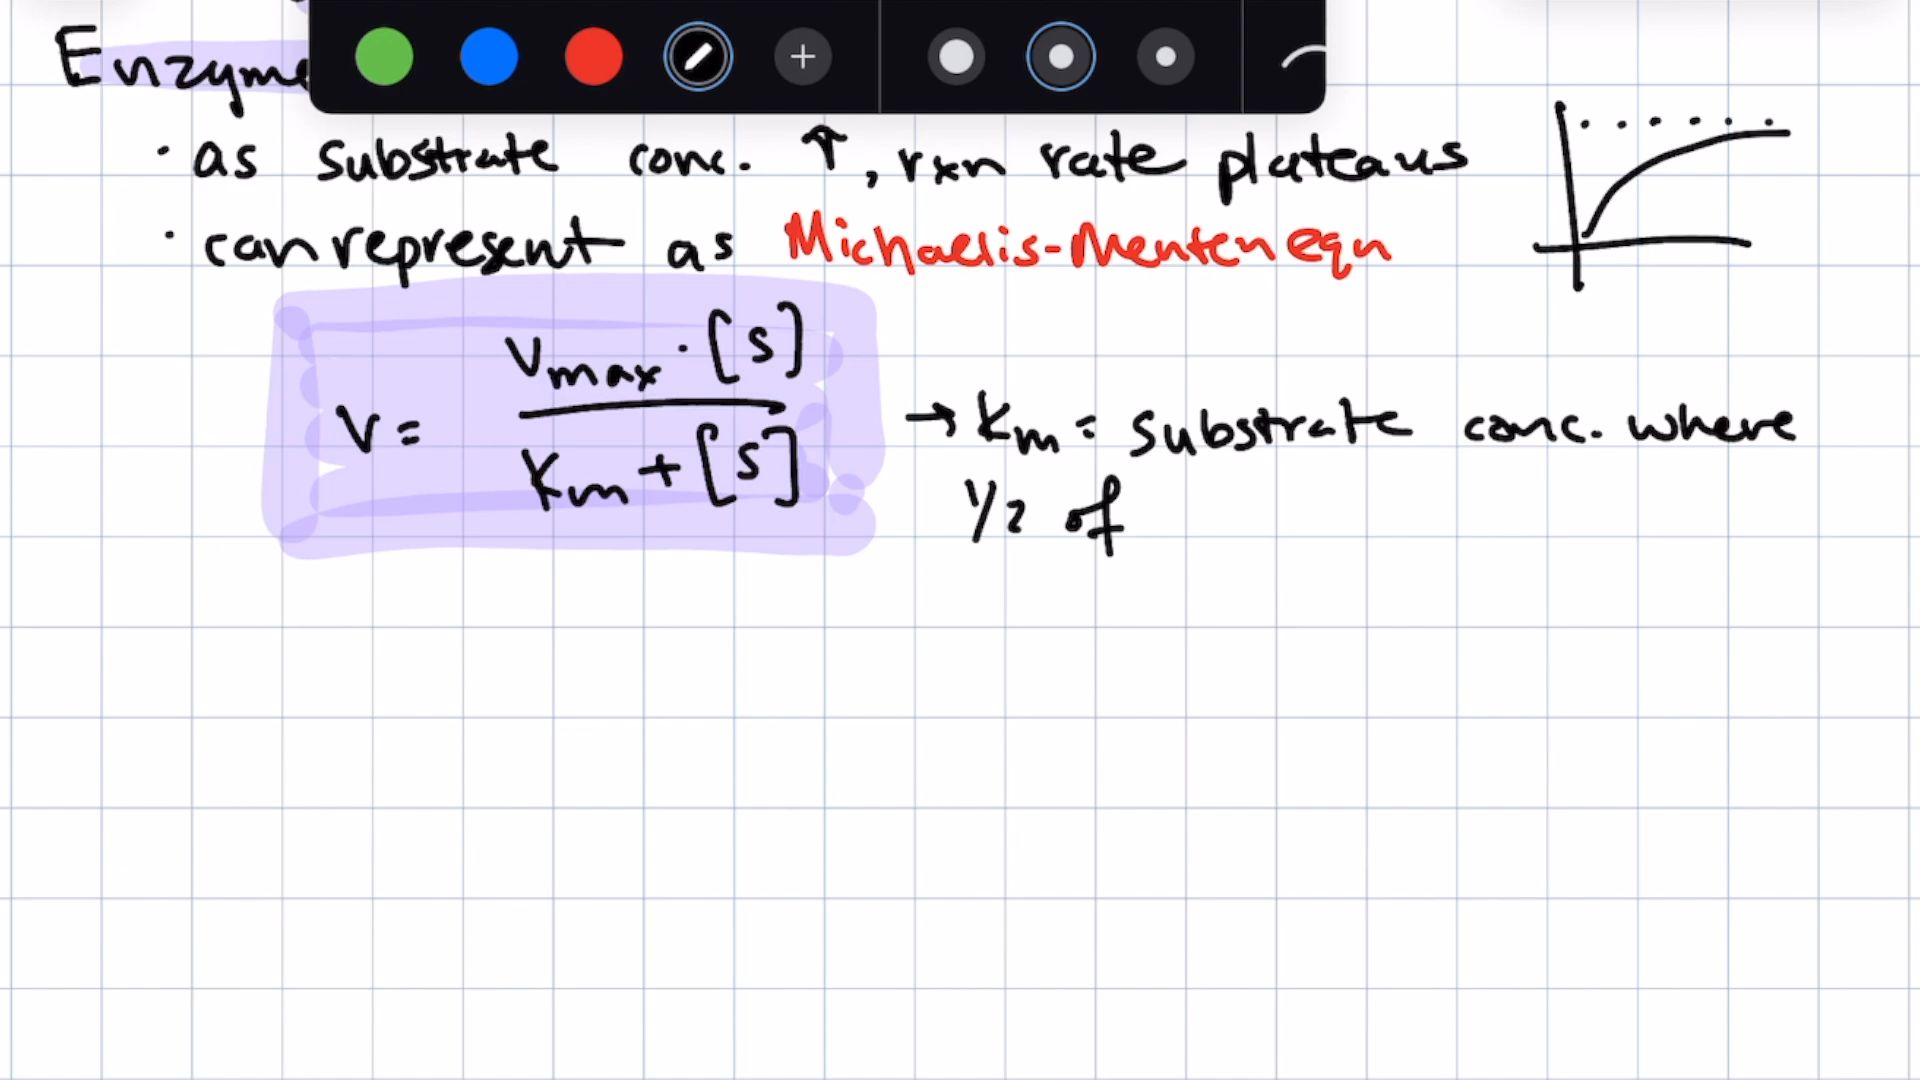 Enzyme
· as substrate conc. ↑, rxn rate plateaus
· can represent as Michaelis-Menten eqn
V = Vmax · [S] / Km + [S]
→ Km = substrate conc. where
1/2 of